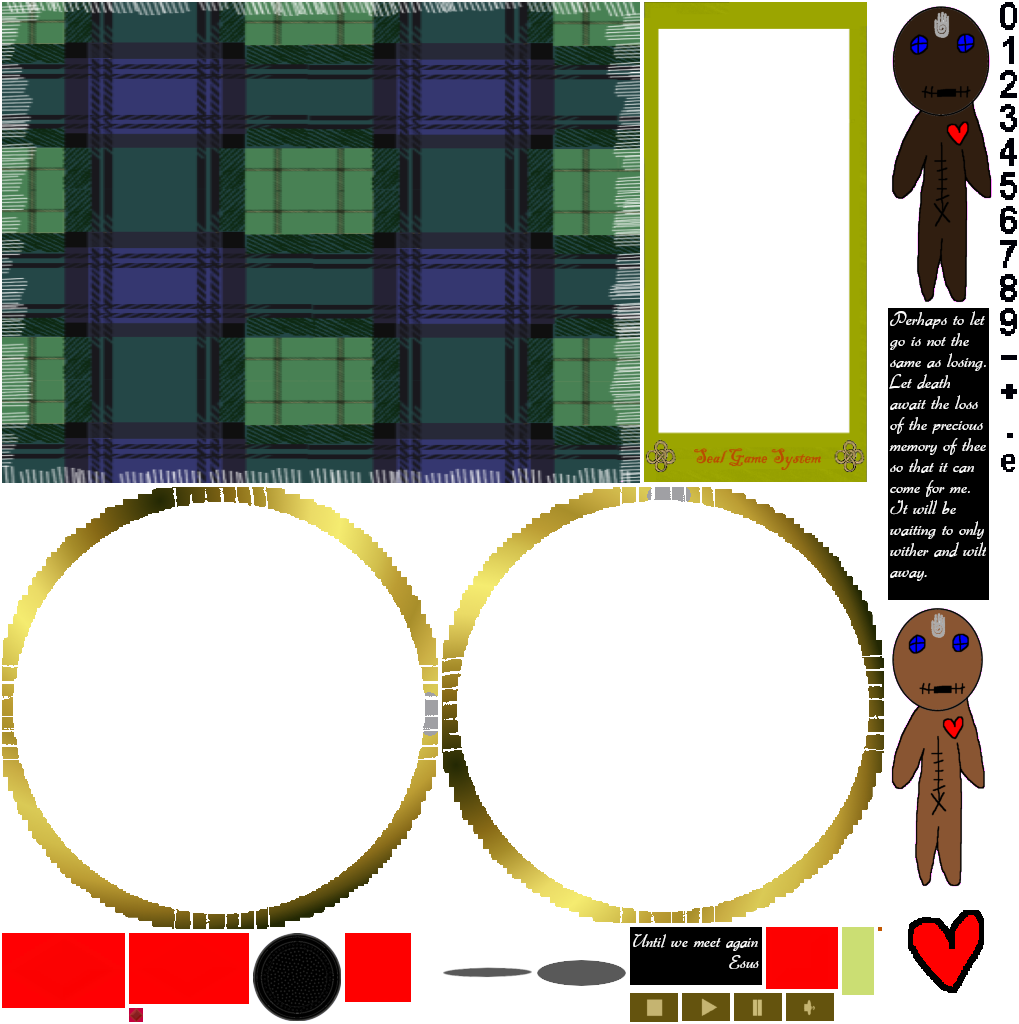 0
1
2
3
4
5
6
7
8
9
-
+
.
e
Perhaps to let
go is not the
same as losing.
Let death
await the loss
of the precious
memory of thee
so that it can
come for me.
It will be
waiting to only
wither and wilt
away.
Seal Game System
Until we meet again
Esus